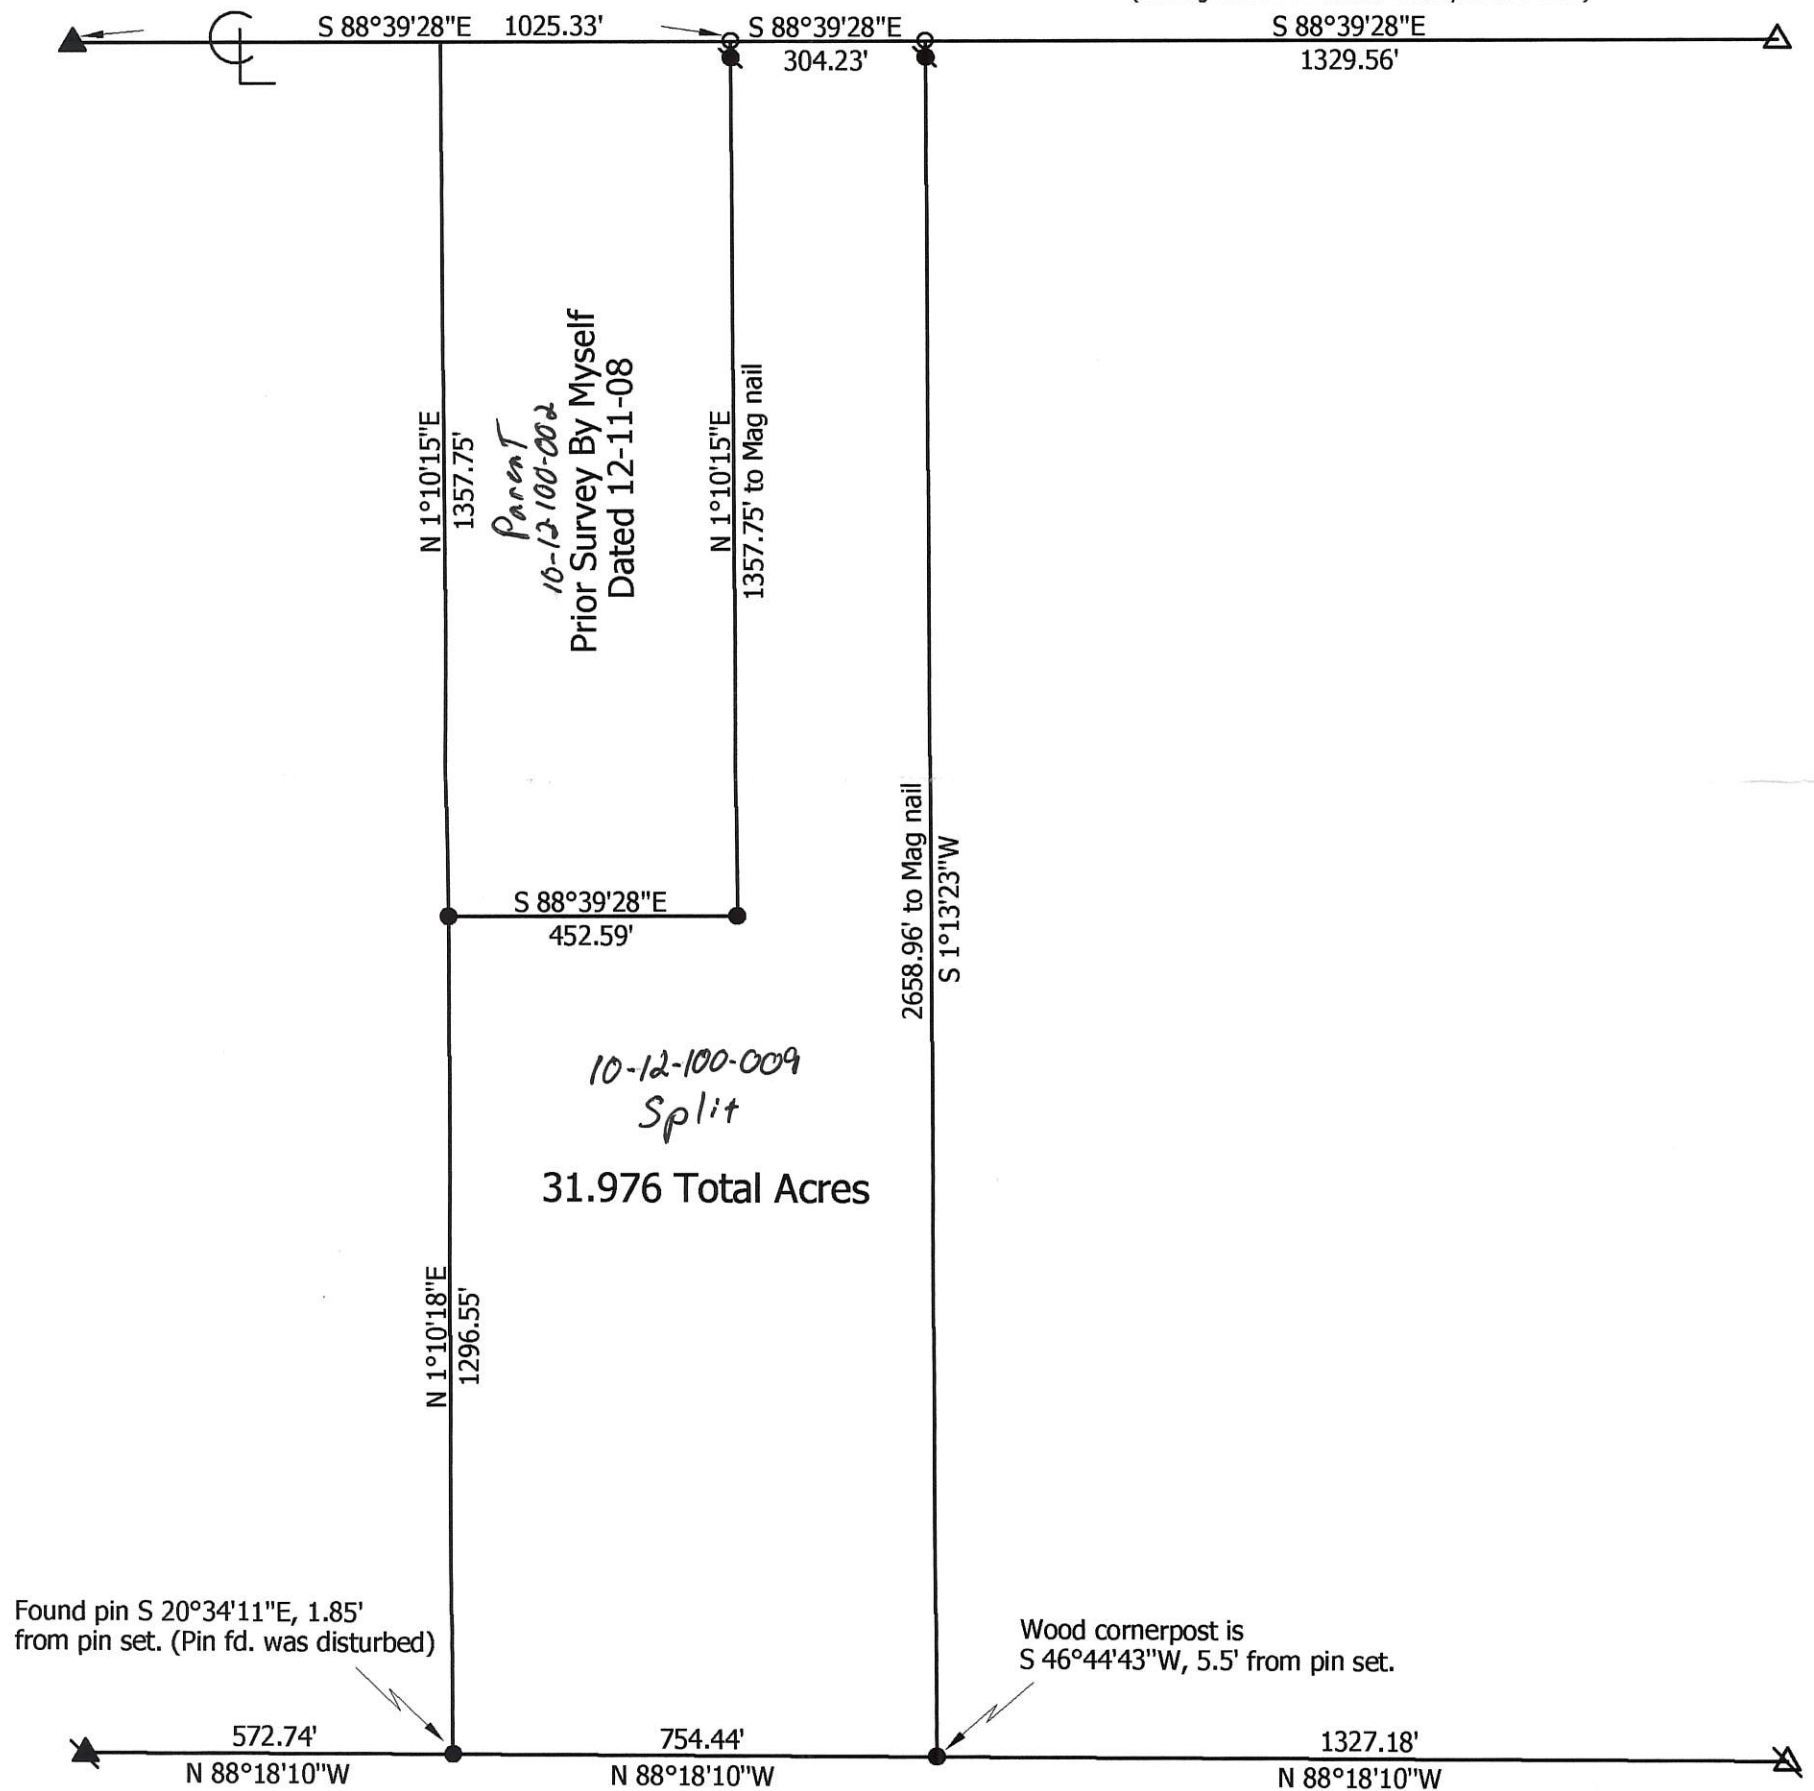 S 88°39'28"E 1025.33'
S 88°39'28"E
304.23'
S 88°39'28"E
1329.56'
N 1°10'15"E
1357.75'
Parent
10-12-100-002
Prior Survey By Myself
Dated 12-11-08
N 1°10'15"E
1357.75' to Mag nail
2658.96' to Mag nail
S 1°13'23"W
S 88°39'28"E
452.59'
10-12-100-009
Split
31.976 Total Acres
N 1°10'18"E
1296.55'
Found pin S 20°34'11"E, 1.85'
from pin set. (Pin fd. was disturbed)
Wood cornerpost is
S 46°44'43"W, 5.5' from pin set.
572.74'
N 88°18'10"W
754.44'
N 88°18'10"W
1327.18'
N 88°18'10"W